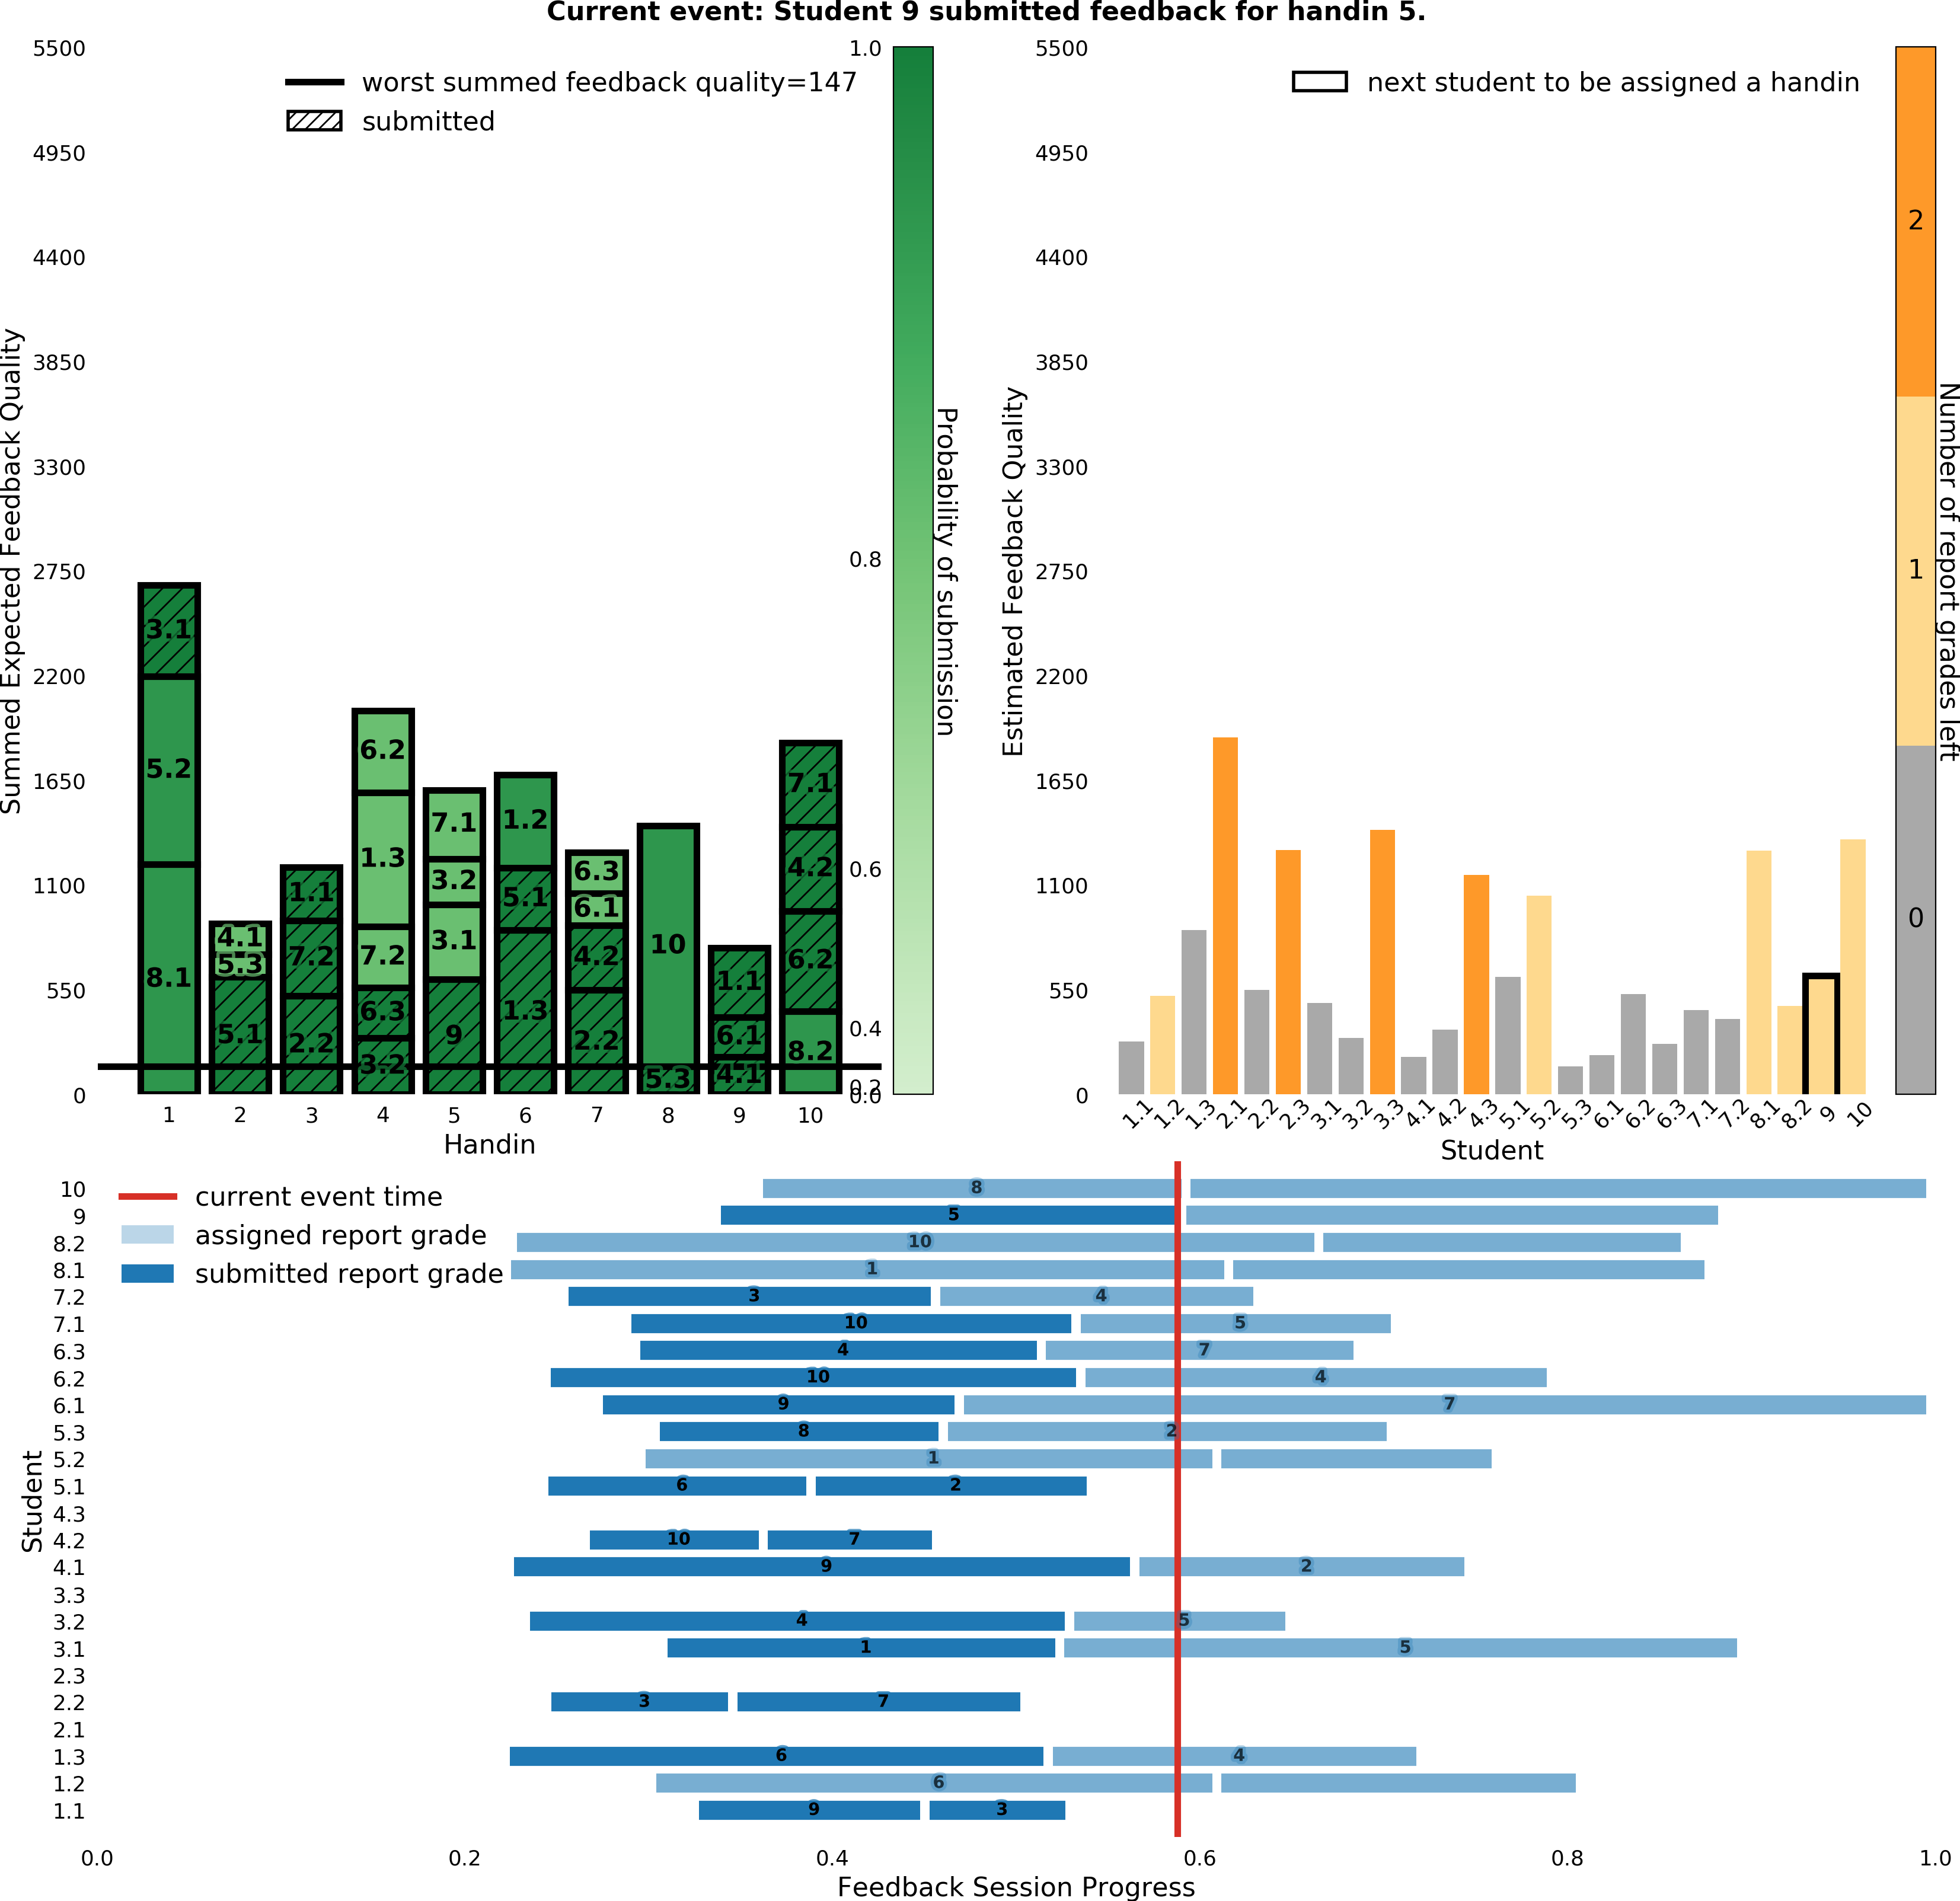 Current event: Student 9 submitted feedback for handin 5.
Summed Expected Feedback Quality
5500
4950
4400
3850
3300
2750
2200
1650
1100
550
0
worst summed feedback quality=147
submitted
3.1
5.2
8.1
4.1
5.3
5.1
1.1
7.2
2.2
6.2
1.3
7.2
6.3
3.2
7.1
3.2
3.1
9
1.2
5.1
1.3
6.3
6.1
4.2
2.2
10
5.3
1.1
6.1
4.1
7.1
4.2
6.2
8.2
1 2 3 4 5 6 7 8 9 10
Handin
1.0
0.8
0.6
0.4
0.2
0.0
Probability of submission
Estimated Feedback Quality
5500
4950
4400
3850
3300
2750
2200
1650
1100
550
0
next student to be assigned a handin
1.1 1.2 1.3 2.1 2.2 2.3 3.1 3.2 3.3 4.1 4.2 4.3 5.1 5.2 5.3 6.1 6.2 6.3 7.1 7.2 8.1 8.2 9 10
Student
2
1
0
Number of report grades left
current event time
assigned report grade
submitted report grade
Student
10 8
9 5
8.2 10
8.1 1
7.2 3 4
7.1 10 5
6.3 4 7
6.2 10 4
6.1 9 7
5.3 8 2
5.2 1
5.1 6 2
4.3
4.2 10 7
4.1 9 2
3.3
3.2 4 5
3.1 1 5
2.3
2.2 3 7
2.1
1.3 6 4
1.2 6
1.1 9 3
0.0 0.2 0.4 0.6 0.8 1.0
Feedback Session Progress